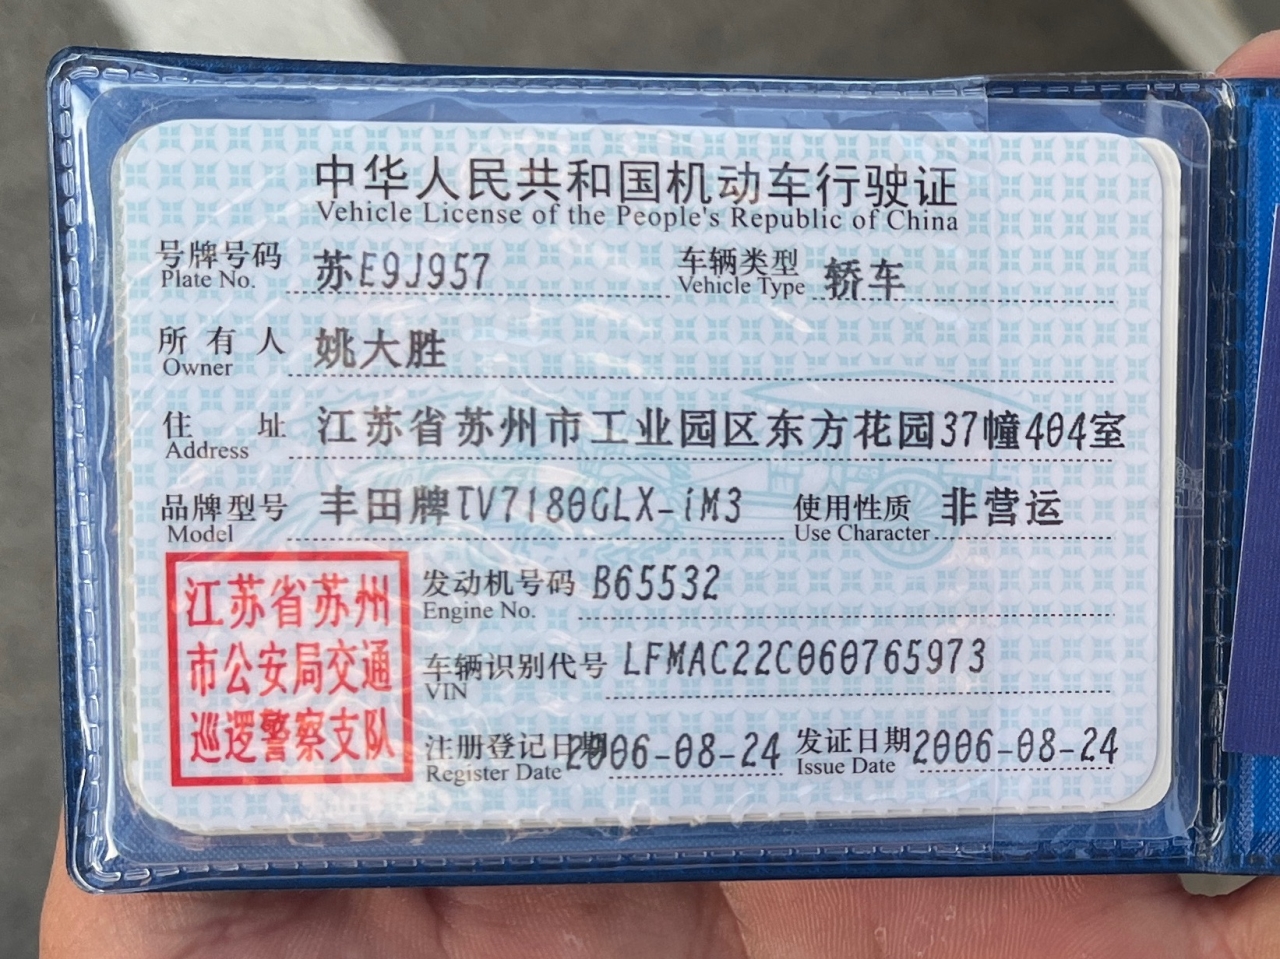 中华人民共和国机动车行驶证
Vehicle License of the People's Republic of China
号牌号码 苏E9J957 车辆类型 轿车
Plate No. Vehicle Type
所有人 姚大胜
Owner
住址 江苏省苏州市工业园区东方花园37幢404室
Address
品牌型号 丰田牌TV7180GLX-iM3 使用性质 非营运
Model Use Character
江苏省苏州
市公安局交通
巡逻警察支队
发动机号码 B65532
Engine No.
车辆识别代号 LFMAC22C060765973
VIN
注册登记日期 2006-08-24 发证日期 2006-08-24
Register Date Issue Date